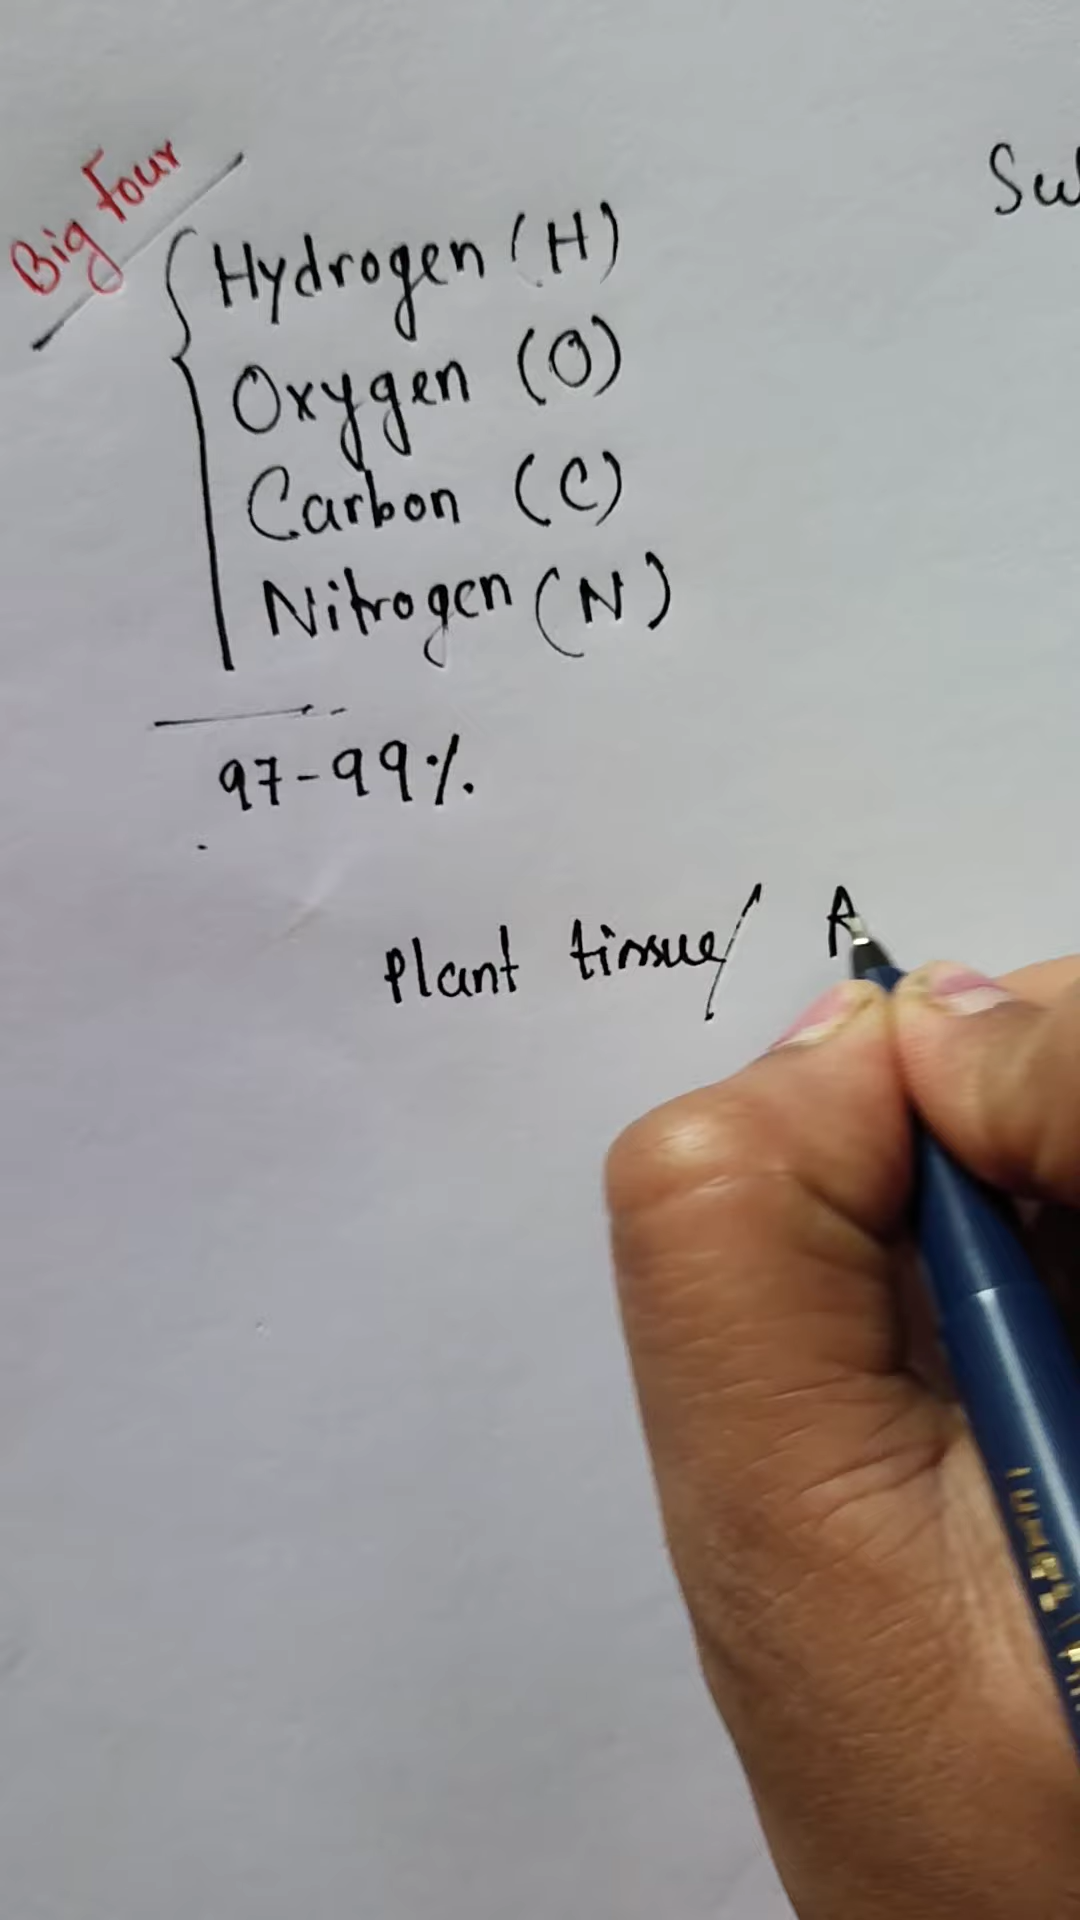 Big Four
Hydrogen (H)
Oxygen (O)
Carbon (C)
Nitrogen (N)
97-99%.
Plant tissue/ A